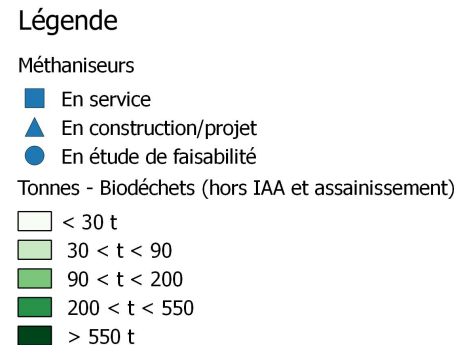 Légende
Méthaniseurs
En service
En construction/projet
En étude de faisabilité
Tonnes - Biodéchets (hors IAA et assainissement)
< 30 t
30 < t < 90
90 < t < 200
200 < t < 550
> 550 t